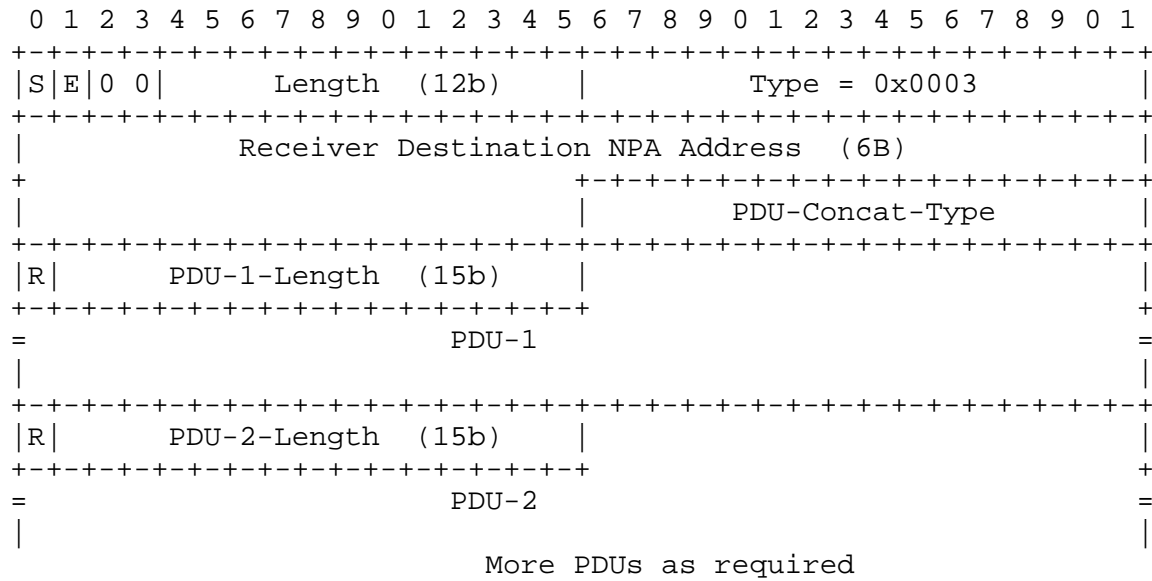 0 1 2 3 4 5 6 7 8 9 0 1 2 3 4 5 6 7 8 9 0 1 2 3 4 5 6 7 8 9 0 1
+-+-+-+-+-+-+-+-+-+-+-+-+-+-+-+-+-+-+-+-+-+-+-+-+-+-+-+-+-+-+-+-+
|S|E|0 0|      Length  (12b)    |         Type = 0x0003         |
+-+-+-+-+-+-+-+-+-+-+-+-+-+-+-+-+-+-+-+-+-+-+-+-+-+-+-+-+-+-+-+-+
|            Receiver Destination NPA Address  (6B)             |
+                               +-+-+-+-+-+-+-+-+-+-+-+-+-+-+-+-+
|                               |        PDU-Concat-Type        |
+-+-+-+-+-+-+-+-+-+-+-+-+-+-+-+-+-+-+-+-+-+-+-+-+-+-+-+-+-+-+-+-+
|R|      PDU-1-Length  (15b)    |                               |
+-+-+-+-+-+-+-+-+-+-+-+-+-+-+-+-+                               +
=                        PDU-1                                  =
|                                                               |
+-+-+-+-+-+-+-+-+-+-+-+-+-+-+-+-+-+-+-+-+-+-+-+-+-+-+-+-+-+-+-+-+
|R|      PDU-2-Length  (15b)    |                               |
+-+-+-+-+-+-+-+-+-+-+-+-+-+-+-+-+                               +
=                        PDU-2                                  =
|                                                               |
                          More PDUs as required